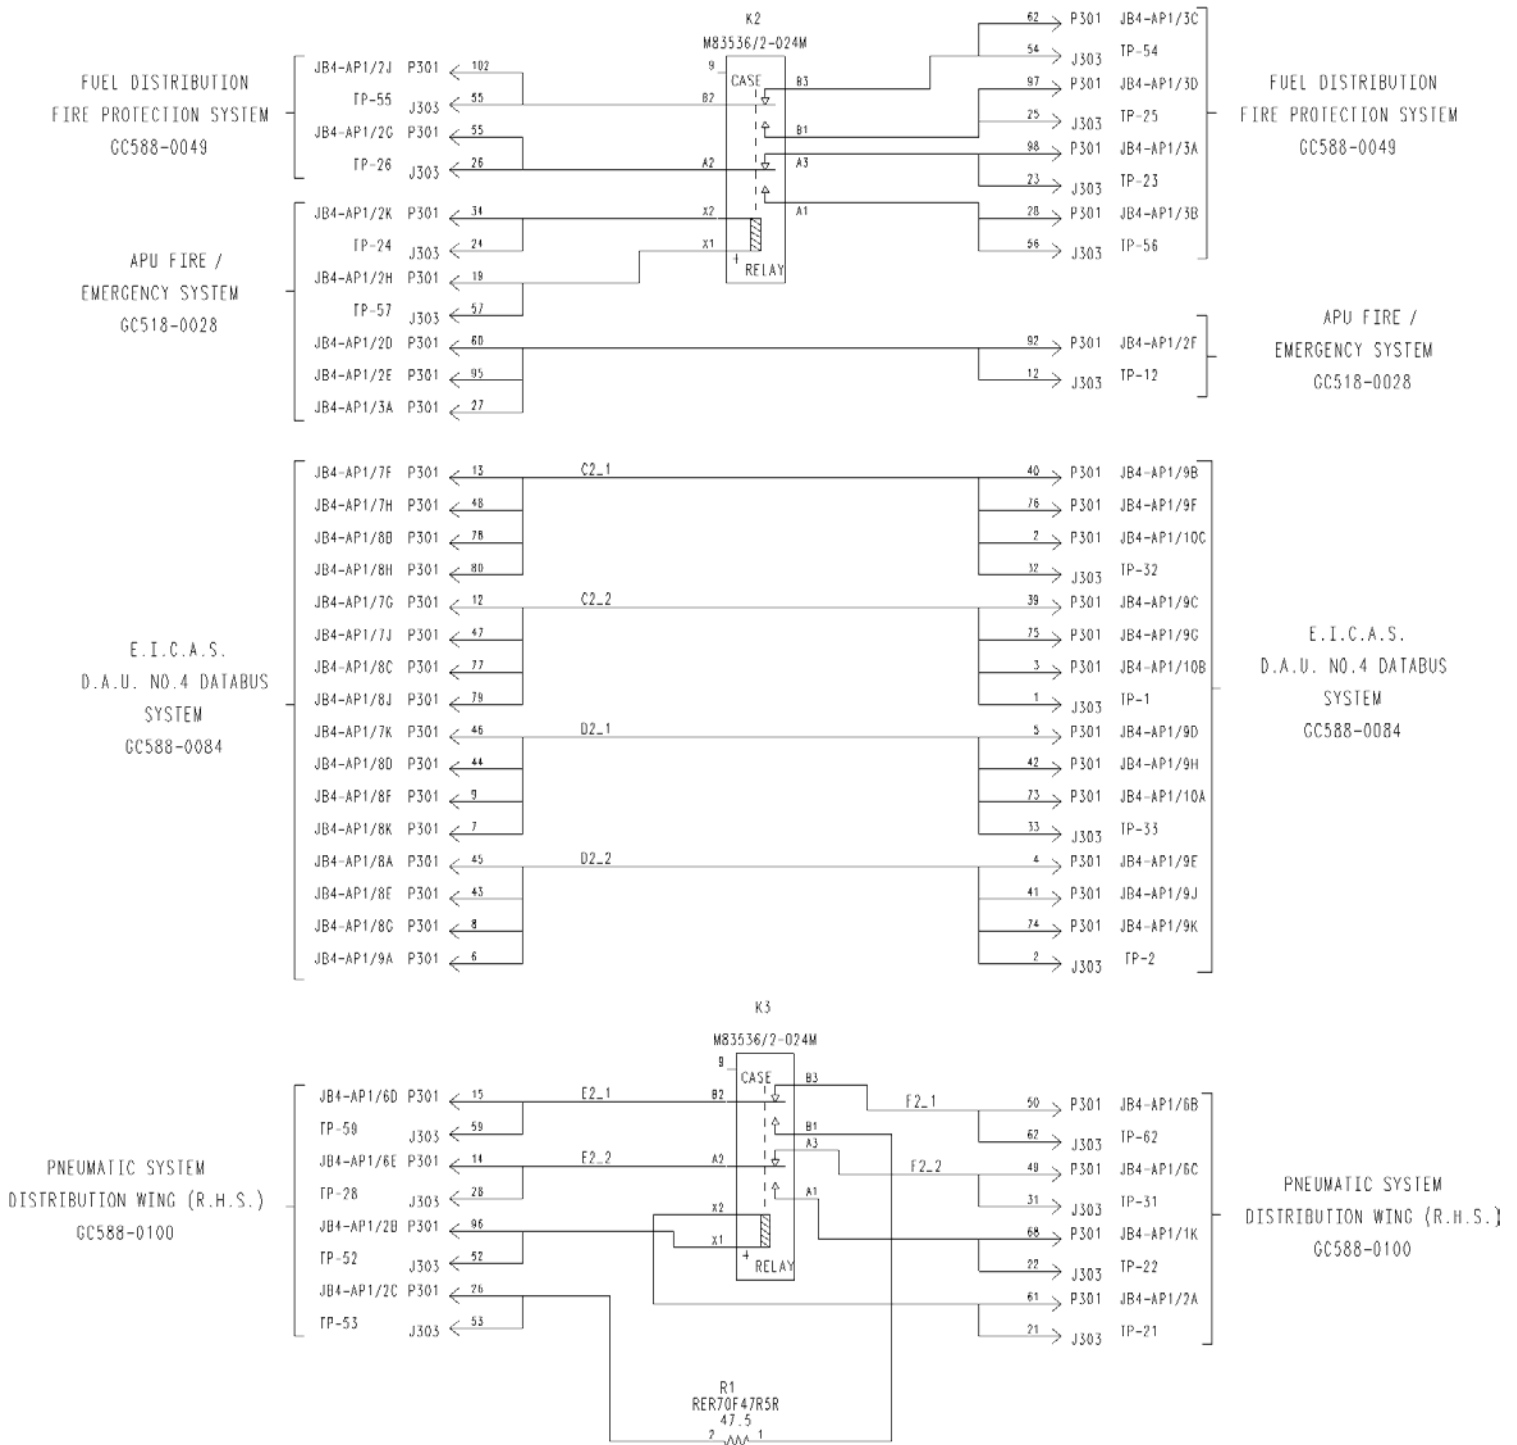 K2
M83536/2-024M
9
CASE
B3
B2
B1
A2
A3
X2
A1
X1
+
RELAY
FUEL DISTRIBUTION
FIRE PROTECTION SYSTEM
GC588-0049
JB4-AP1/2J P301 102
TP-55 J303 55
JB4-AP1/2G P301 55
TP-26 J303 26
APU FIRE /
EMERGENCY SYSTEM
GC518-0028
JB4-AP1/2K P301 34
TP-24 J303 24
JB4-AP1/2H P301 19
TP-57 J303 57
JB4-AP1/2D P301 60
JB4-AP1/2E P301 95
JB4-AP1/3A P301 27
62 P301 JB4-AP1/3C
54 J303 TP-54
97 P301 JB4-AP1/3D
25 J303 TP-25
98 P301 JB4-AP1/3A
23 J303 TP-23
28 P301 JB4-AP1/3B
56 J303 TP-56
FUEL DISTRIBUTION
FIRE PROTECTION SYSTEM
GC588-0049
92 P301 JB4-AP1/2F
12 J303 TP-12
APU FIRE /
EMERGENCY SYSTEM
GC518-0028
E.I.C.A.S.
D.A.U. NO.4 DATABUS
SYSTEM
GC588-0084
JB4-AP1/7F P301 13 C2_1 40 P301 JB4-AP1/9B
JB4-AP1/7H P301 48 76 P301 JB4-AP1/9F
JB4-AP1/8B P301 78 2 P301 JB4-AP1/10C
JB4-AP1/8H P301 80 32 J303 TP-32
JB4-AP1/7G P301 12 C2_2 39 P301 JB4-AP1/9C
JB4-AP1/7J P301 47 75 P301 JB4-AP1/9G
JB4-AP1/8C P301 77 3 P301 JB4-AP1/10B
JB4-AP1/8J P301 79 1 J303 TP-1
JB4-AP1/7K P301 46 D2_1 5 P301 JB4-AP1/9D
JB4-AP1/8D P301 44 42 P301 JB4-AP1/9H
JB4-AP1/8F P301 9 73 P301 JB4-AP1/10A
JB4-AP1/8K P301 7 33 J303 TP-33
JB4-AP1/8A P301 45 D2_2 4 P301 JB4-AP1/9E
JB4-AP1/8E P301 43 41 P301 JB4-AP1/9J
JB4-AP1/8G P301 8 74 P301 JB4-AP1/9K
JB4-AP1/9A P301 6 2 J303 TP-2
E.I.C.A.S.
D.A.U. NO.4 DATABUS
SYSTEM
GC588-0084
K3
M83536/2-024M
9
CASE
B3
B2
B1
A3
A2
A1
X2
X1
+
RELAY
PNEUMATIC SYSTEM
DISTRIBUTION WING (R.H.S.)
GC588-0100
JB4-AP1/6D P301 15 E2_1
TP-59 J303 59
JB4-AP1/6E P301 14 E2_2
TP-28 J303 28
JB4-AP1/2B P301 96
TP-52 J303 52
JB4-AP1/2C P301 26
TP-53 J303 53
F2_1 50 P301 JB4-AP1/6B
62 J303 TP-62
F2_2 49 P301 JB4-AP1/6C
31 J303 TP-31
68 P301 JB4-AP1/1K
22 J303 TP-22
61 P301 JB4-AP1/2A
21 J303 TP-21
PNEUMATIC SYSTEM
DISTRIBUTION WING (R.H.S.)
GC588-0100
R1
RER70F47R5R
47.5
2 1